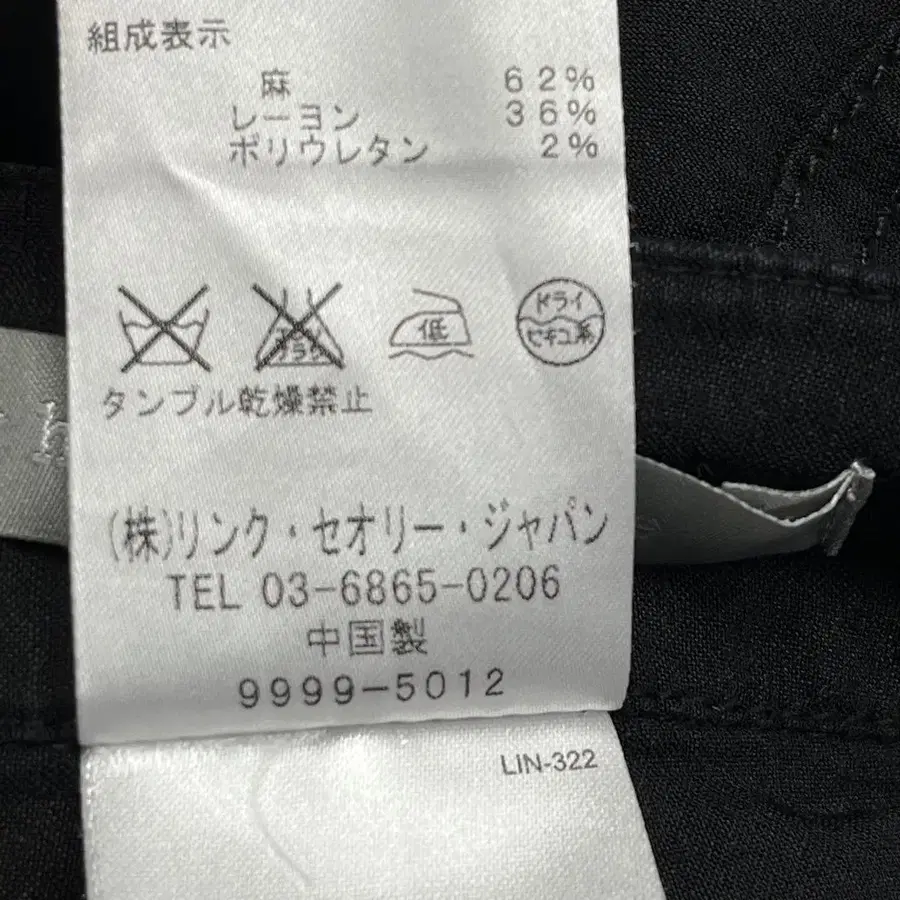 組成表示
麻 62%
レーヨン 36%
ポリウレタン 2%
低
ドライ
セキユ系
タンブル乾燥禁止
(株)リンク・セオリー・ジャパン
TEL 03-6865-0206
中国製
9999-5012
LIN-322
h